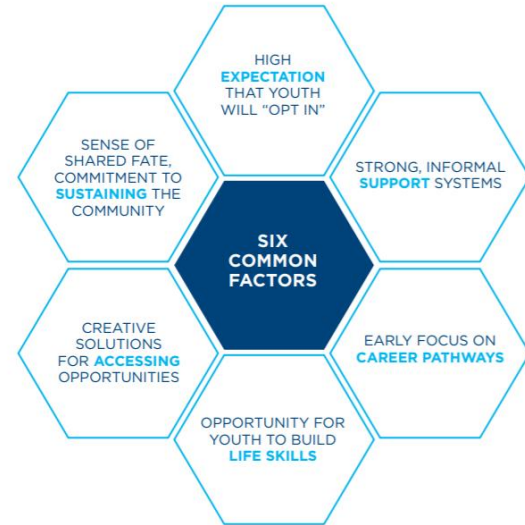 HIGH
EXPECTATION
THAT YOUTH
WILL “OPT IN”
STRONG, INFORMAL
SUPPORT SYSTEMS
EARLY FOCUS ON
CAREER PATHWAYS
OPPORTUNITY FOR
YOUTH TO BUILD
LIFE SKILLS
CREATIVE
SOLUTIONS
FOR ACCESSING
OPPORTUNITIES
SENSE OF
SHARED FATE,
COMMITMENT TO
SUSTAINING THE
COMMUNITY
SIX
COMMON
FACTORS